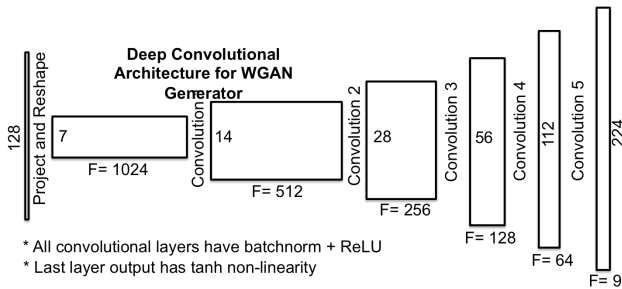 Deep Convolutional
Architecture for WGAN
Generator
128
Project and Reshape
7
F= 1024
Convolution
14
F= 512
Convolution 2
28
F= 256
Convolution 3
56
F= 128
Convolution 4
112
F= 64
Convolution 5
224
F= 9
* All convolutional layers have batchnorm + ReLU
* Last layer output has tanh non-linearity